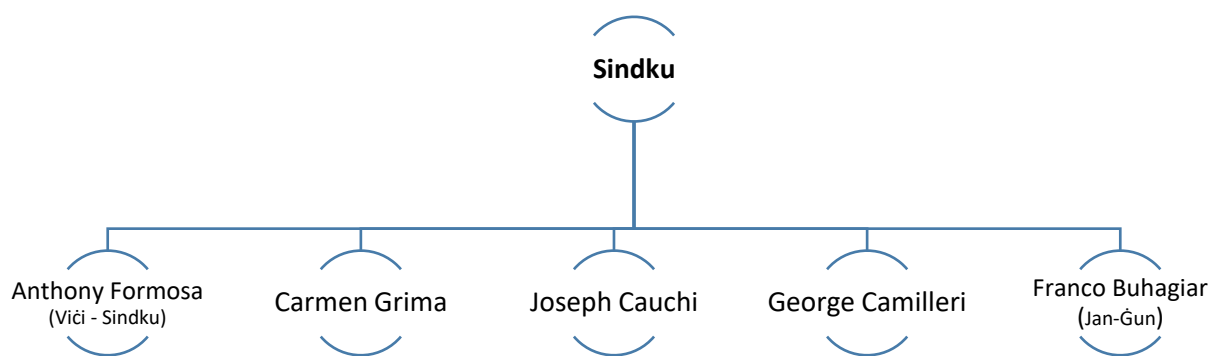 Sindku
Anthony Formosa
(Viċi - Sindku)
Carmen Grima
Joseph Cauchi
George Camilleri
Franco Buhagiar
(Jan-Ġun)